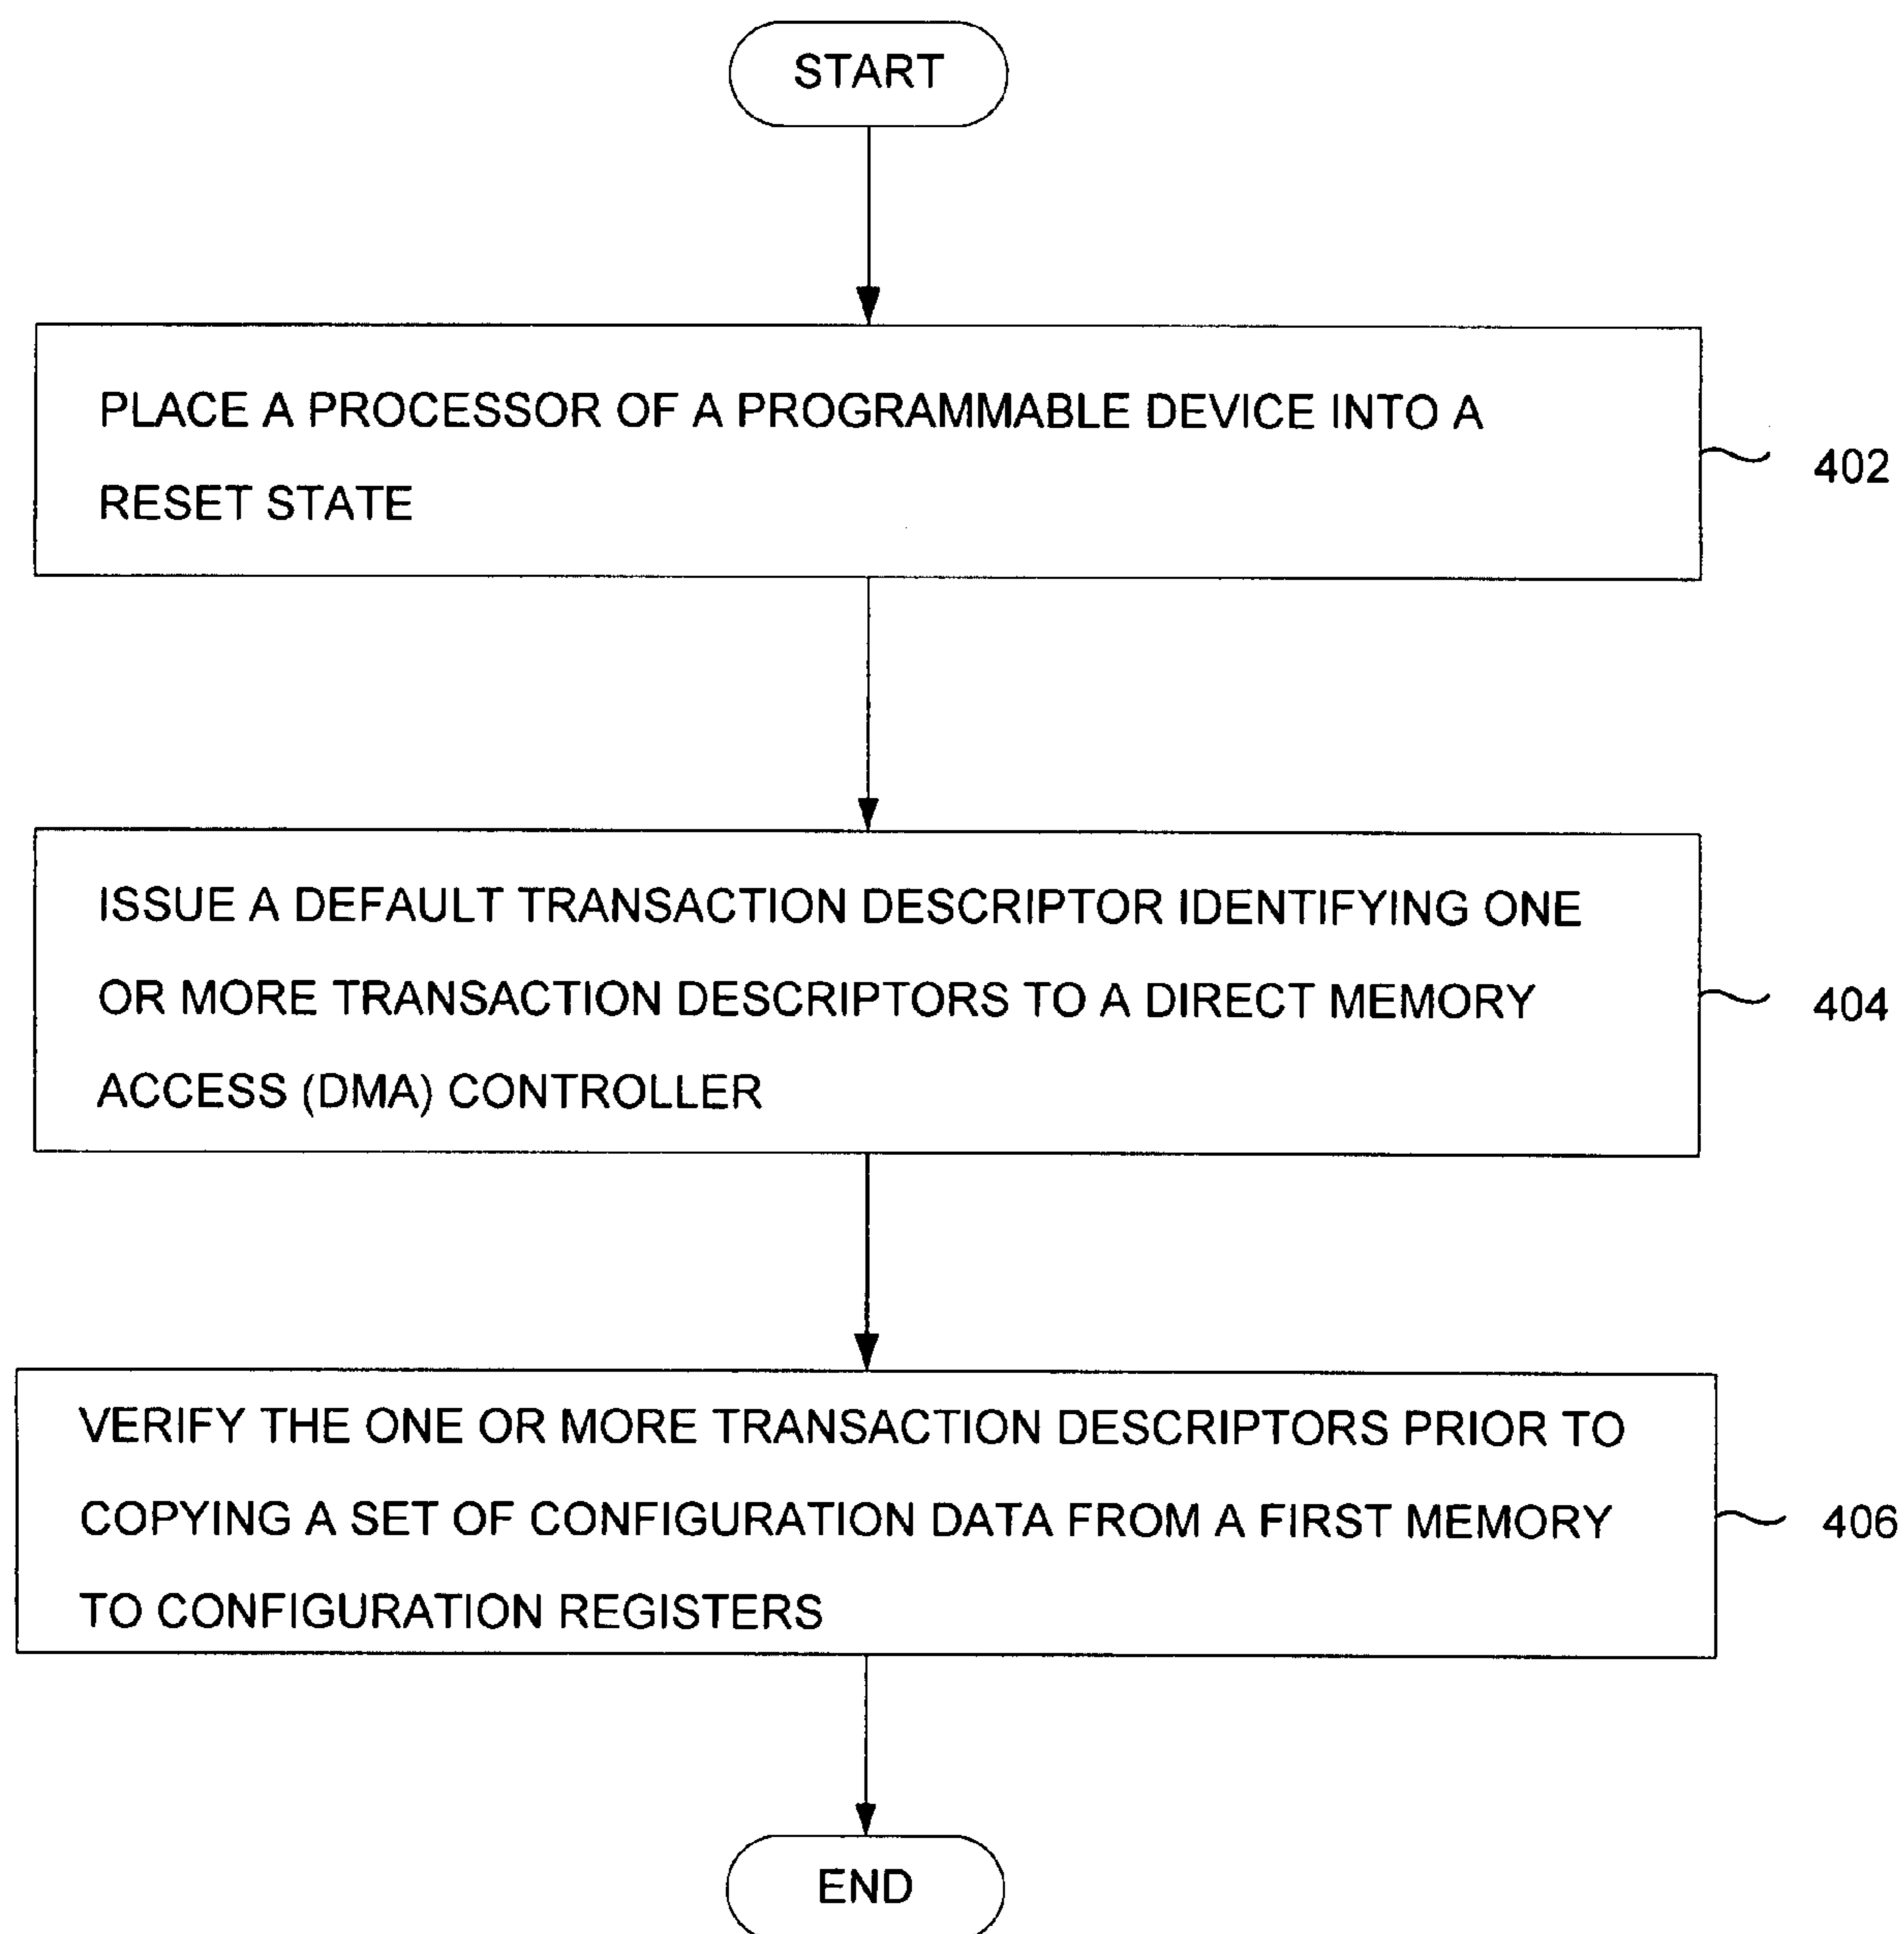 START
PLACE A PROCESSOR OF A PROGRAMMABLE DEVICE INTO A
RESET STATE
402
ISSUE A DEFAULT TRANSACTION DESCRIPTOR IDENTIFYING ONE
OR MORE TRANSACTION DESCRIPTORS TO A DIRECT MEMORY
ACCESS (DMA) CONTROLLER
404
VERIFY THE ONE OR MORE TRANSACTION DESCRIPTORS PRIOR TO
COPYING A SET OF CONFIGURATION DATA FROM A FIRST MEMORY
TO CONFIGURATION REGISTERS
406
END